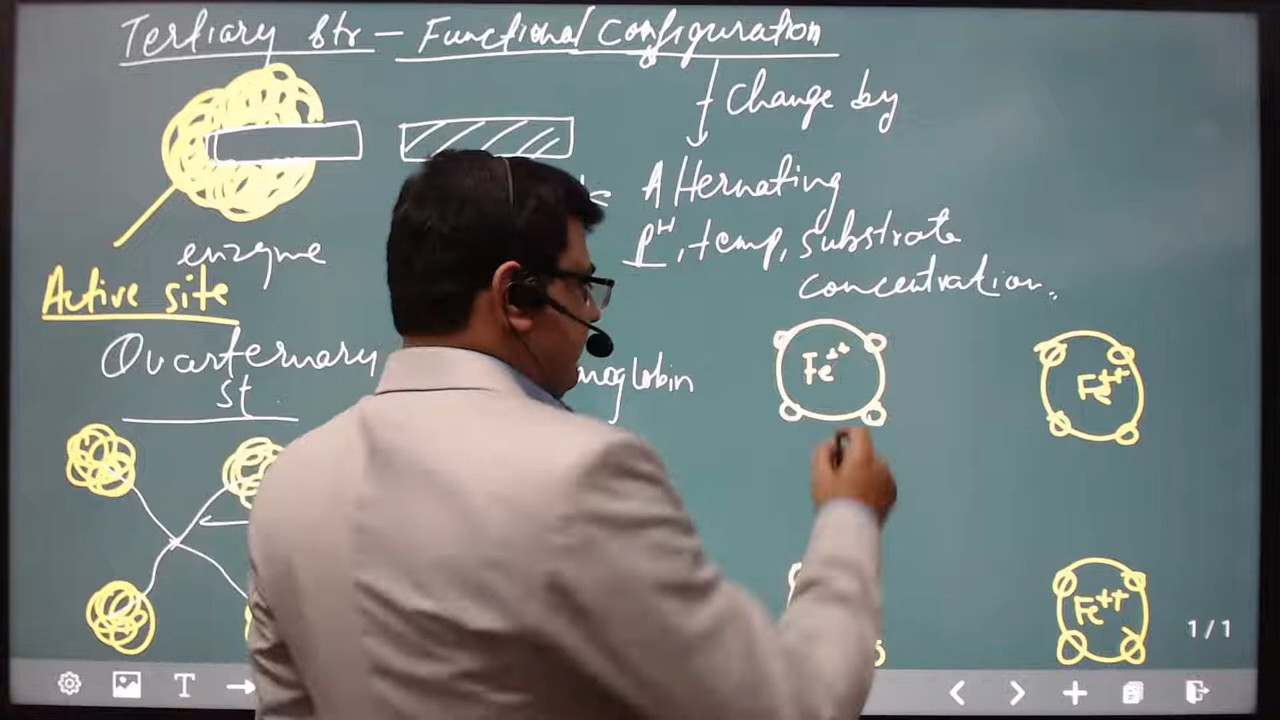 Tertiary Str - Functional Configuration
Change by
Alternating
PH, temp, substrate
concentration.
enzyme
Active site
Quarternary
st.
moglobin
Fe++
Fe++
Fe++
1/1
T